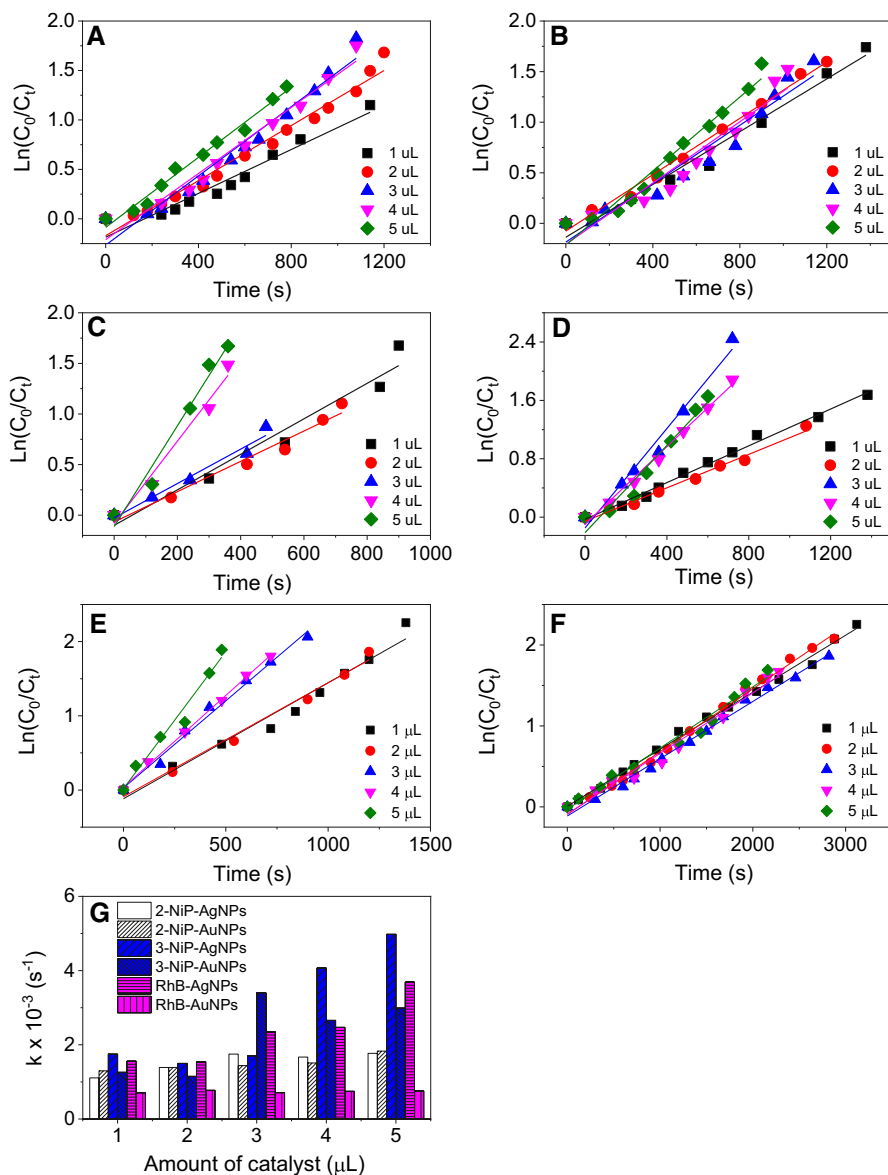 A
Ln(C₀/Cₜ)
2.0
1.5
1.0
0.5
0.0
1 uL
2 uL
3 uL
4 uL
5 uL
0 400 800 1200
Time (s)
B
Ln(C₀/Cₜ)
2.0
1.5
1.0
0.5
0.0
1 uL
2 uL
3 uL
4 uL
5 uL
0 400 800 1200
Time (s)
C
Ln(C₀/Cₜ)
2.0
1.5
1.0
0.5
0.0
1 uL
2 uL
3 uL
4 uL
5 uL
0 200 400 600 800 1000
Time (s)
D
Ln(C₀/Cₜ)
2.4
1.6
0.8
0.0
1 uL
2 uL
3 uL
4 uL
5 uL
0 400 800 1200
Time (s)
E
Ln(C₀/Cₜ)
2
1
0
1 μL
2 μL
3 μL
4 μL
5 μL
0 500 1000 1500
Time (s)
F
Ln(C₀/Cₜ)
2
1
0
1 μL
2 μL
3 μL
4 μL
5 μL
0 1000 2000 3000
Time (s)
G
k x 10⁻³ (s⁻¹)
6
4
2
0
2-NiP-AgNPs
2-NiP-AuNPs
3-NiP-AgNPs
3-NiP-AuNPs
RhB-AgNPs
RhB-AuNPs
1 2 3 4 5
Amount of catalyst (μL)